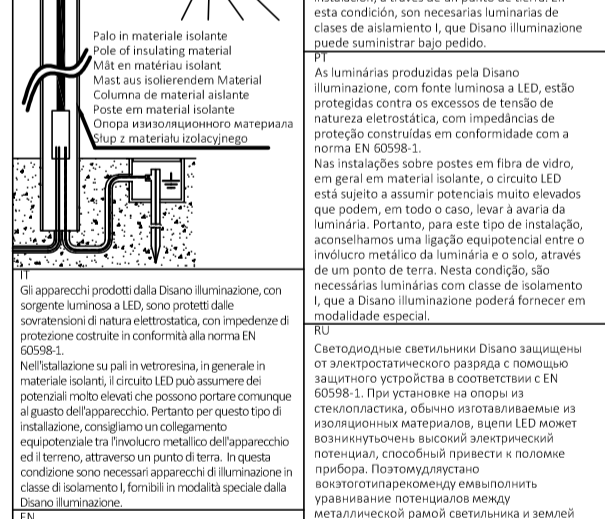 Palo in materiale isolante
Pole of insulating material
Mât en matériau isolant
Mast aus isolierendem Material
Columna de material aislante
Poste em material isolante
Опора изизоляционного материала
Słup z materiału izolacyjnego
IT
Gli apparecchi prodotti dalla Disano illuminazione, con
sorgente luminosa a LED, sono protetti dalle
sovratensioni di natura elettrostatica, con impedenze di
protezione costruite in conformità alla norma EN
60598-1.
Nell'istallazione su pali in vetroresina, in generale in
materiale isolanti, il circuito LED può assumere dei
potenziali molto elevati che possono portare comunque
al guasto dell'apparecchio. Pertanto per questo tipo di
installazione, consigliamo un collegamento
equipotenziale tra l'involucro metallico dell'apparecchio
ed il terreno, attraverso un punto di terra. In questa
condizione sono necessari apparecchi di illuminazione in
classe di isolamento I, fornibili in modalità speciale dalla
Disano illuminazione.
EN
esta condición, son necesarias luminarias de
clases de aislamiento I, que Disano illuminazione
puede suministrar bajo pedido.
PT
As luminárias produzidas pela Disano
illuminazione, com fonte luminosa a LED, estão
protegidas contra os excessos de tensão de
natureza eletrostática, com impedâncias de
proteção construídas em conformidade com a
norma EN 60598-1.
Nas instalações sobre postes em fibra de vidro,
em geral em material isolante, o circuito LED
está sujeito a assumir potenciais muito elevados
que podem, em todo o caso, levar à avaria da
luminária. Portanto, para este tipo de instalação,
aconselhamos uma ligação equipotencial entre o
invólucro metálico da luminária e o solo, através
de um ponto de terra. Nesta condição, são
necessárias luminárias com classe de isolamento
I, que a Disano illuminazione poderá fornecer em
modalidade especial.
RU
Светодиодные светильники Disano защищены
от электростатического разряда с помощью
защитного устройства в соответствии с EN
60598-1. При установке на опоры из
стеклопластика, обычно изготавливаемые из
изоляционных материалов, вцепи LED может
возникнутьочень высокий электрический
потенциал, способный привести к поломке
прибора. Поэтомудляустано
вокэтоготипарекоменду емвыполнить
уравнивание потенциалов между
металлической рамой светильника и землей